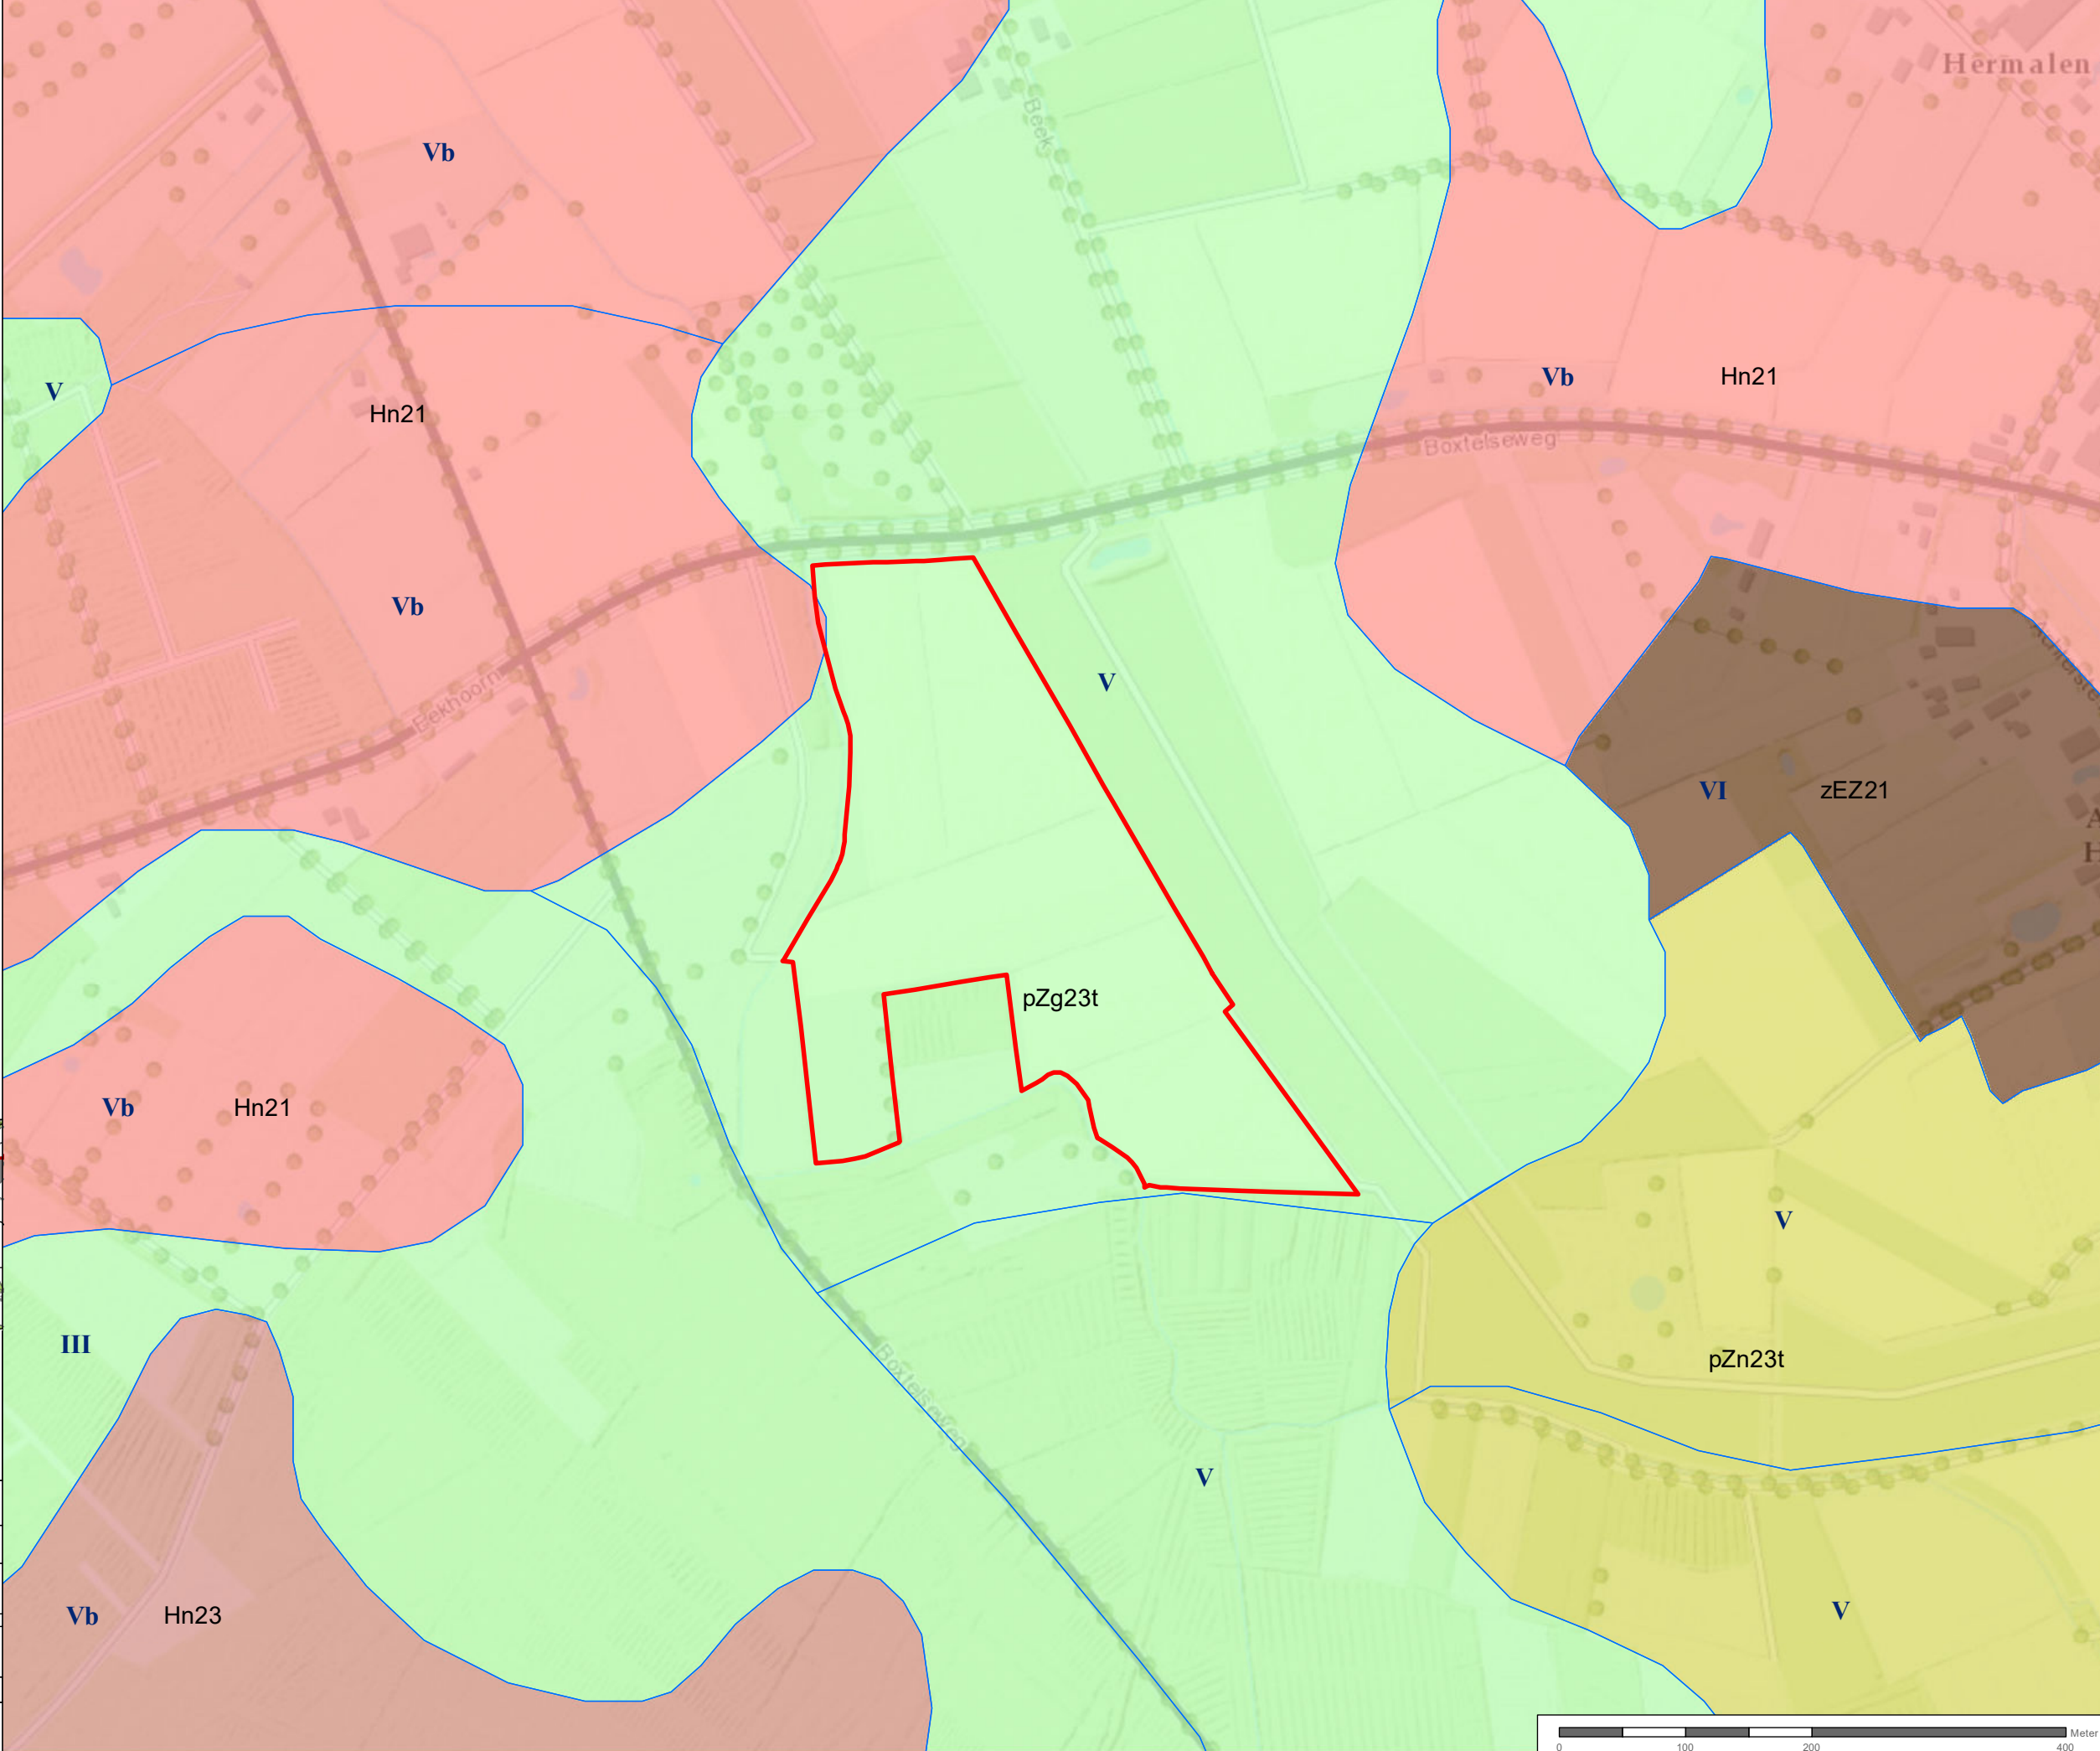 Hermalen
Beek
Vb
V
Hn21
Vb
Hn21
Boxtelseweg
Vb
Eekhoorn
V
VI
zEZ21
A
H
pZg23t
Vb
Hn21
V
III
pZn23t
Boxtelseweg
V
Vb
Hn23
V
Meter
0
100
200
400